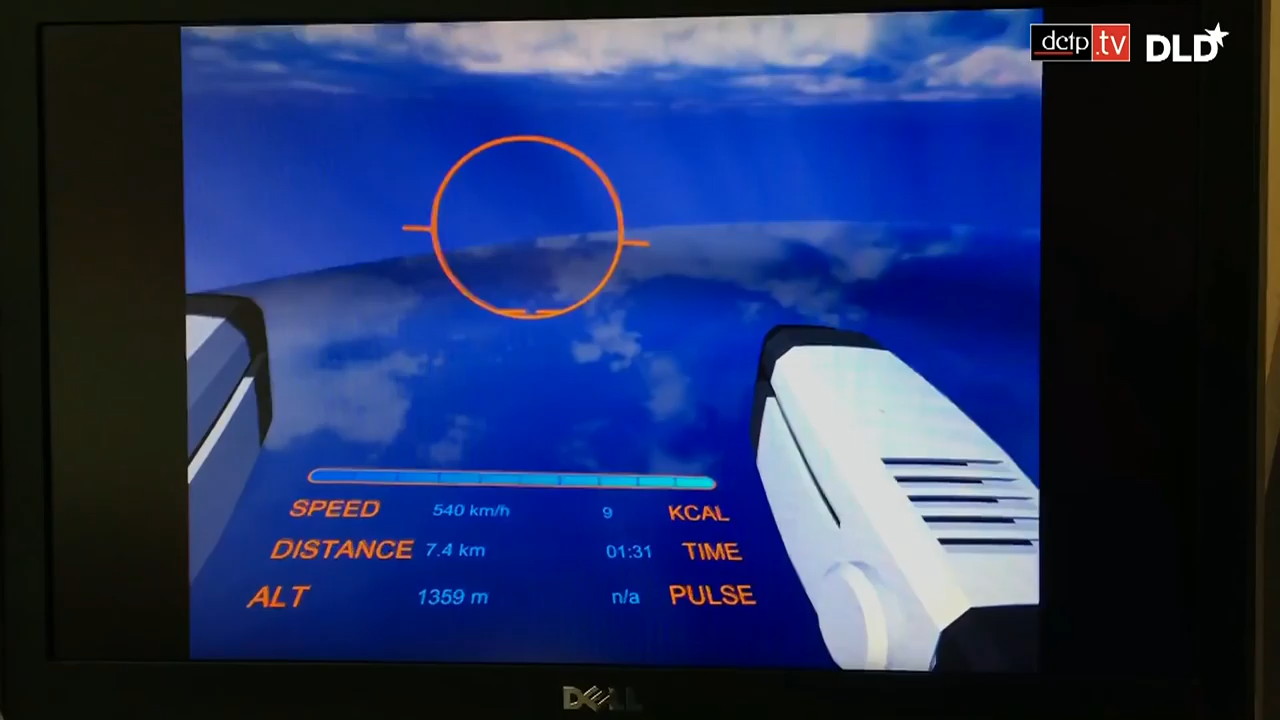 dctp.tv DLD
SPEED 540 km/h 9 KCAL
DISTANCE 7.4 km 01:31 TIME
ALT 1359 m n/a PULSE
DELL